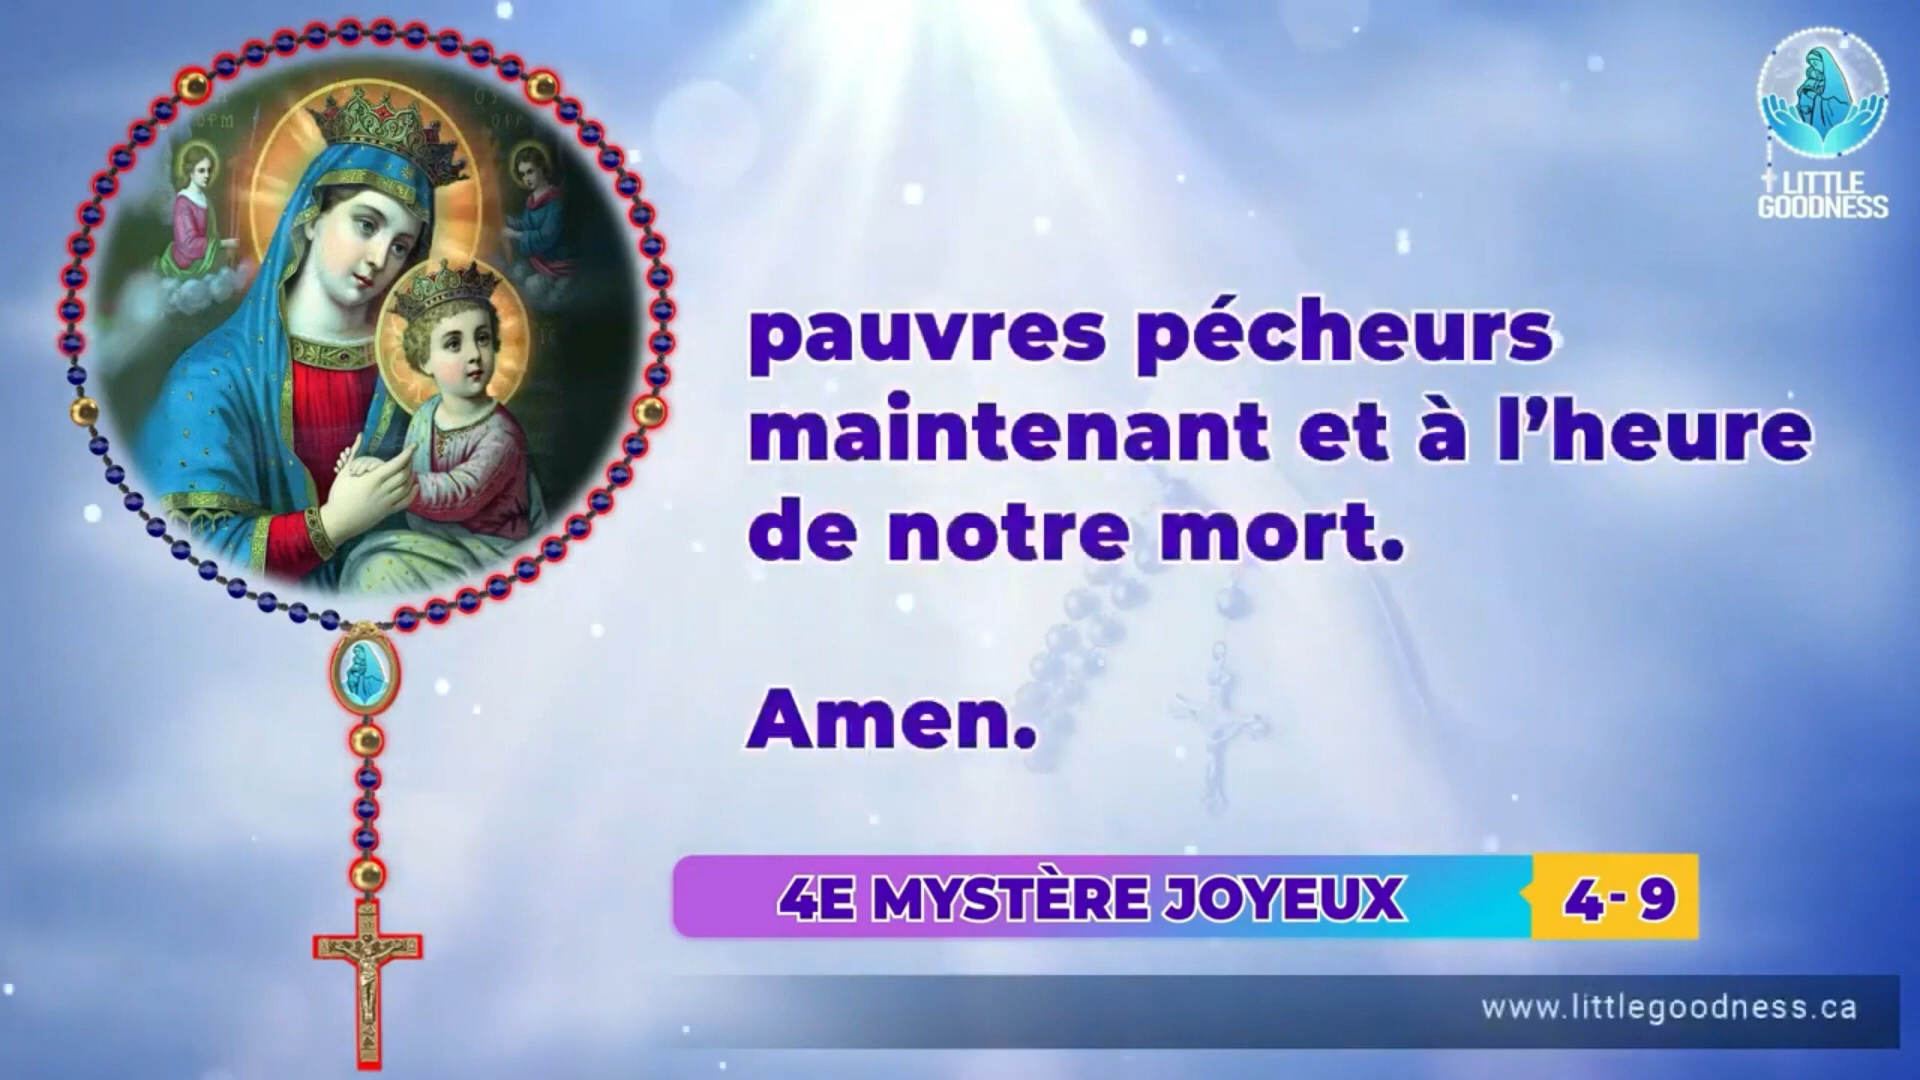 LITTLE
GOODNESS
pauvres pécheurs
maintenant et à l’heure
de notre mort.
Amen.
4E MYSTÈRE JOYEUX
4- 9
www.littlegoodness.ca